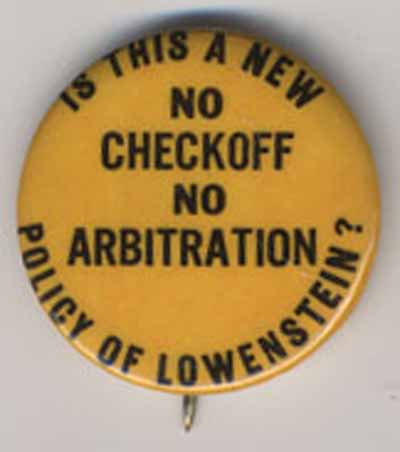 IS THIS A NEW
NO
CHECKOFF
NO
ARBITRATION
POLICY OF LOWENSTEIN?